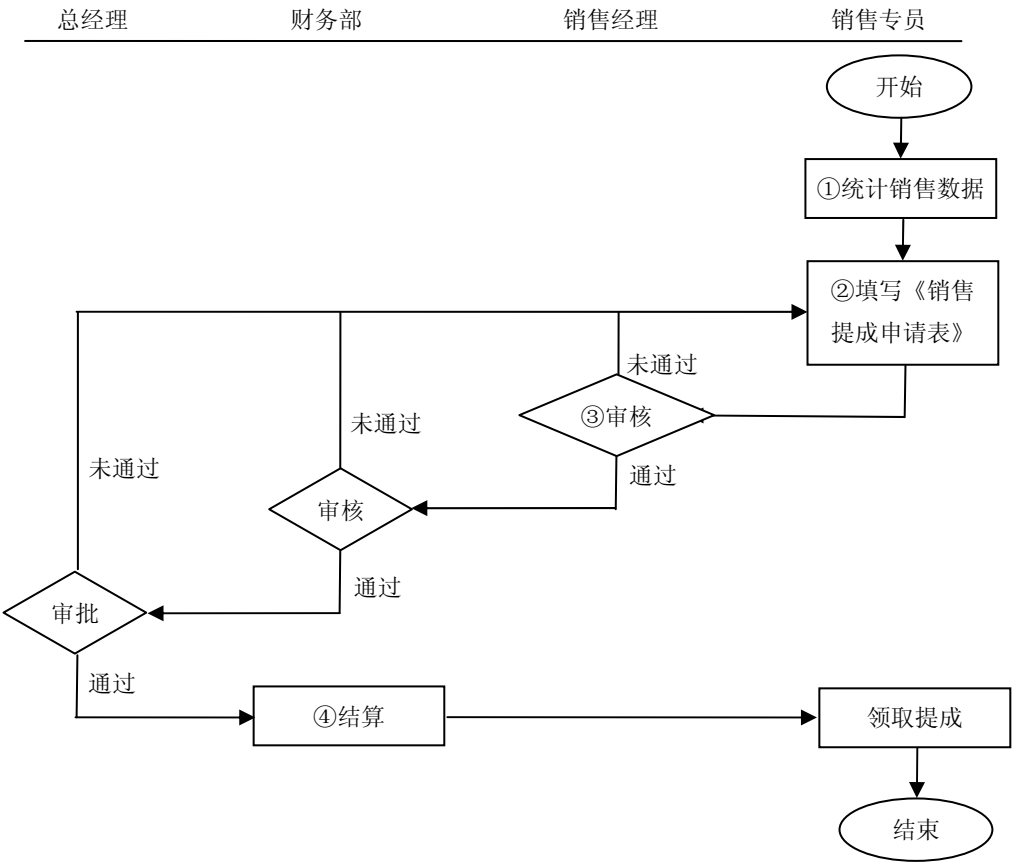 总经理 财务部 销售经理 销售专员
开始
①统计销售数据
②填写《销售
提成申请表》
未通过
③审核
未通过
通过
未通过
审核
通过
审批
通过
④结算
领取提成
结束